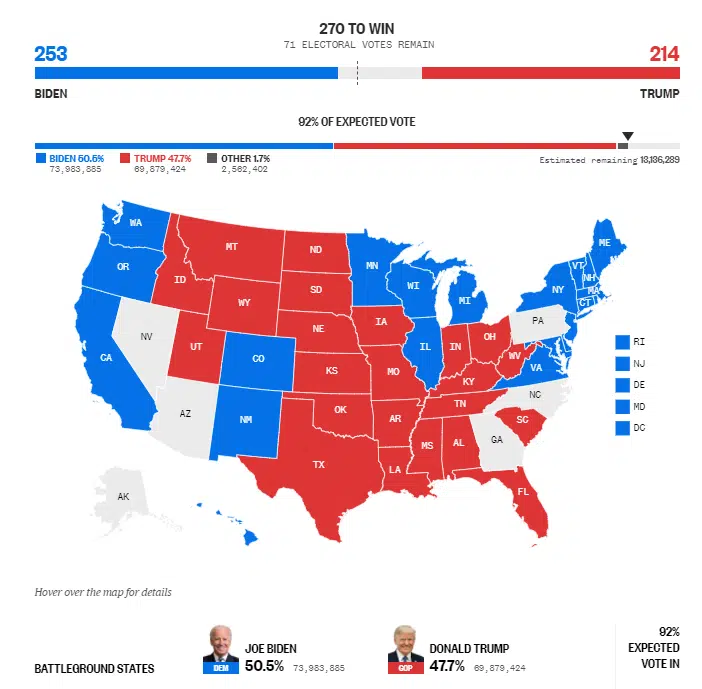 270 TO WIN
71 ELECTORAL VOTES REMAIN
253 214
BIDEN TRUMP
92% OF EXPECTED VOTE
BIDEN 50.5% TRUMP 47.7% OTHER 1.7% Estimated remaining
73,983,885 69,879,424 2,562,402
WA
ME
MT ND
OR MN VT
ID NH
WI
SD NY MA
MI CT
WY
IA PA
NE OH RI
NV IN
UT IL WV NJ
CA CO VA
KS MO KY DE
NC
TN MD
OK
AZ NM AR SC DC
MS AL GA
TX LA
FL
AK
Hover over the map for details
92%
EXPECTED
VOTE IN
JOE BIDEN DONALD TRUMP
BATTLEGROUND STATES DEM 50.5% 73,983,885 GOP 47.7% 69,879,424